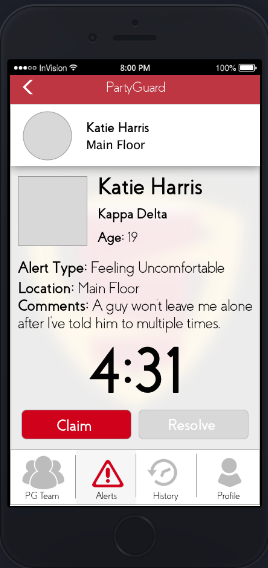 InVision 8:00 PM 100%
PartyGuard
Katie Harris
Main Floor
Katie Harris
Kappa Delta
Age: 19
Alert Type: Feeling Uncomfortable
Location: Main Floor
Comments: A guy won't leave me alone
after I've told him to multiple times.
4:31
Claim Resolve
PG Team Alerts History Profile